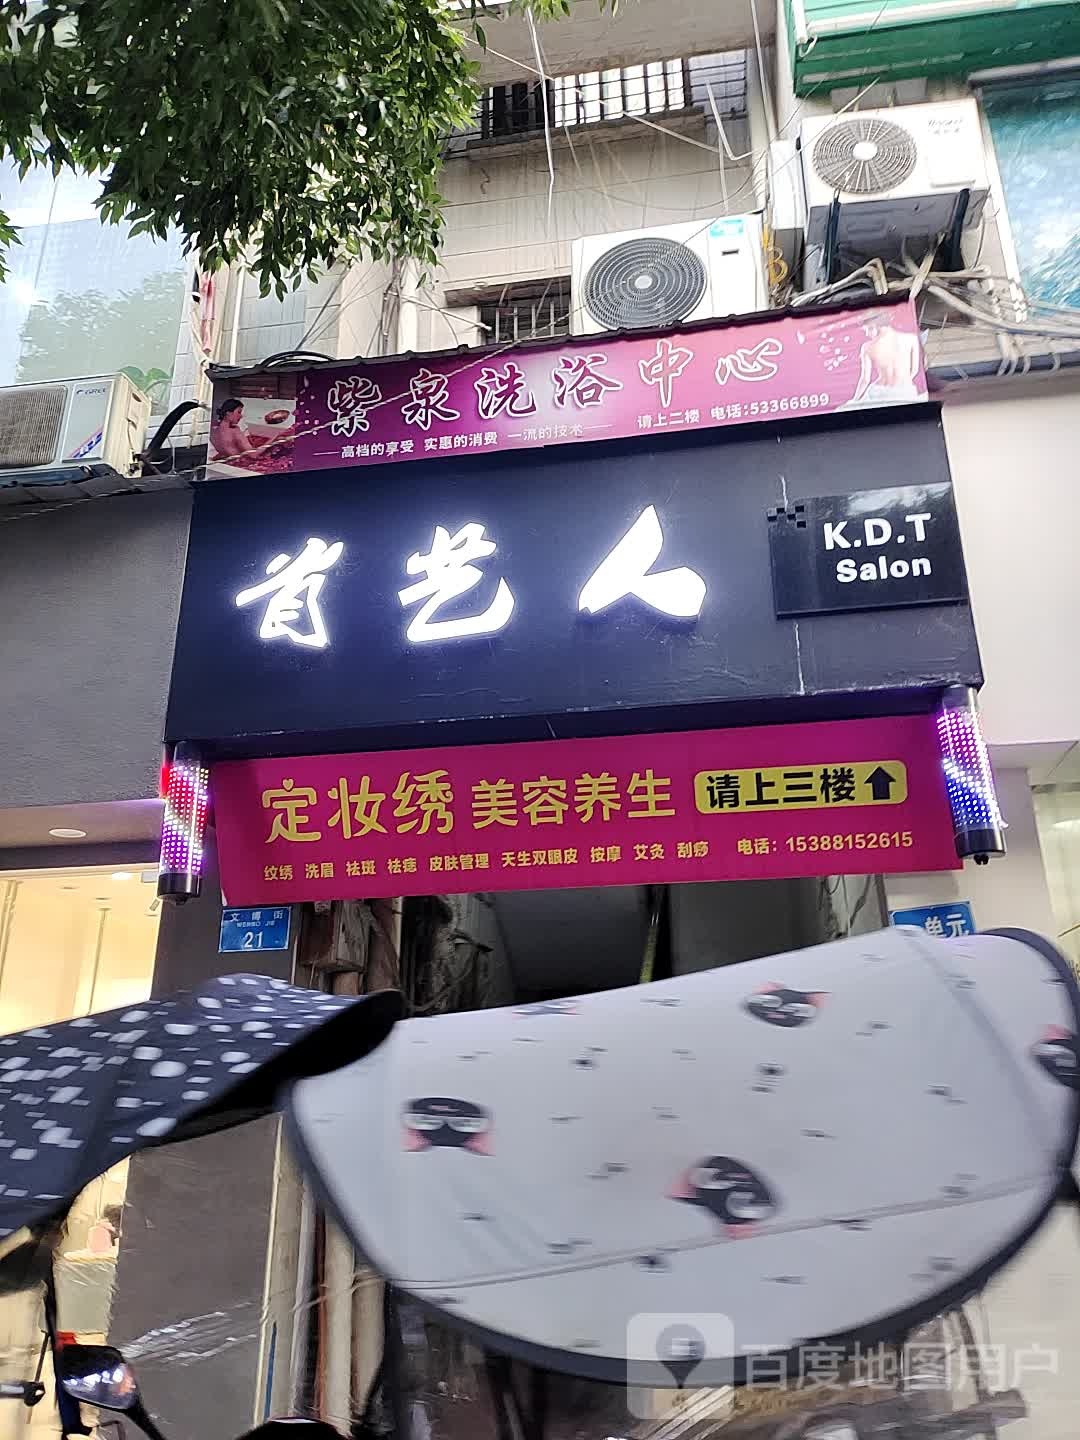 紫泉洗浴中心
高档的享受 实惠的消费 一流的技术 请上二楼 电话:53366899
首艺人
K.D.T
Salon
定妆绣 美容养生 请上三楼
纹绣 洗眉 祛斑 祛痣 皮肤管理 天生双眼皮 按摩 艾灸 刮痧 电话：15388152615
文博街
21
单元
GREE
百度地图用户